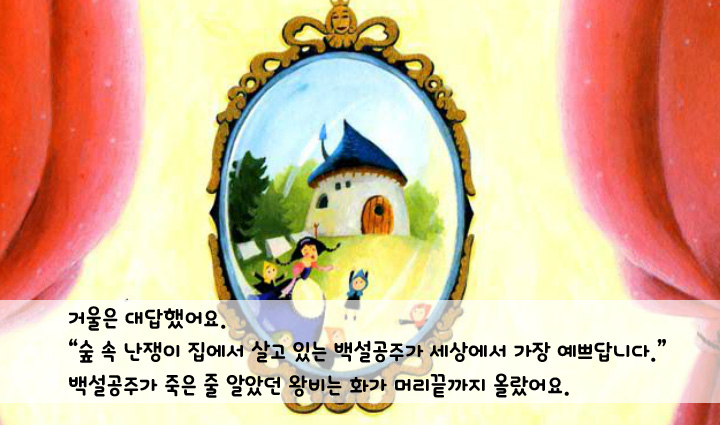 거울은 대답했어요.
“숲 속 난쟁이 집에서 살고 있는 백설공주가 세상에서 가장 예쁘답니다.”
백설공주가 죽은 줄 알았던 왕비는 화가 머리끝까지 올랐어요.